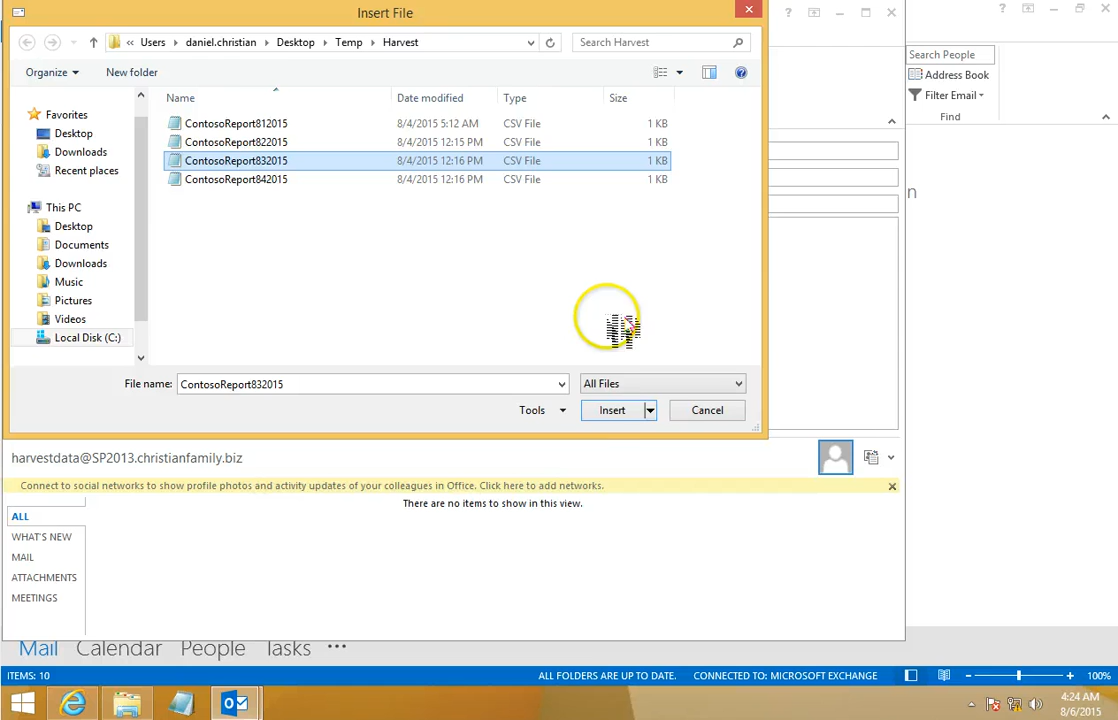 Insert File
« Users daniel.christian Desktop Temp Harvest
Search Harvest
Organize
New folder
Name Date modified Type Size
Favorites
Desktop
Downloads
Recent places
This PC
Desktop
Documents
Downloads
Music
Pictures
Videos
Local Disk (C:)
ContosoReport812015 8/4/2015 5:12 AM CSV File 1 KB
ContosoReport822015 8/4/2015 12:15 PM CSV File 1 KB
ContosoReport832015 8/4/2015 12:16 PM CSV File 1 KB
ContosoReport842015 8/4/2015 12:16 PM CSV File 1 KB
File name: ContosoReport832015 All Files
Tools Insert Cancel
Search People
Address Book
Filter Email
Find
n
harvestdata@SP2013.christianfamily.biz
Connect to social networks to show profile photos and activity updates of your colleagues in Office. Click here to add networks.
There are no items to show in this view.
ALL
WHAT'S NEW
MAIL
ATTACHMENTS
MEETINGS
Mail Calendar People Tasks ···
ITEMS: 10 ALL FOLDERS ARE UP TO DATE. CONNECTED TO: MICROSOFT EXCHANGE 100%
4:24 AM
8/6/2015